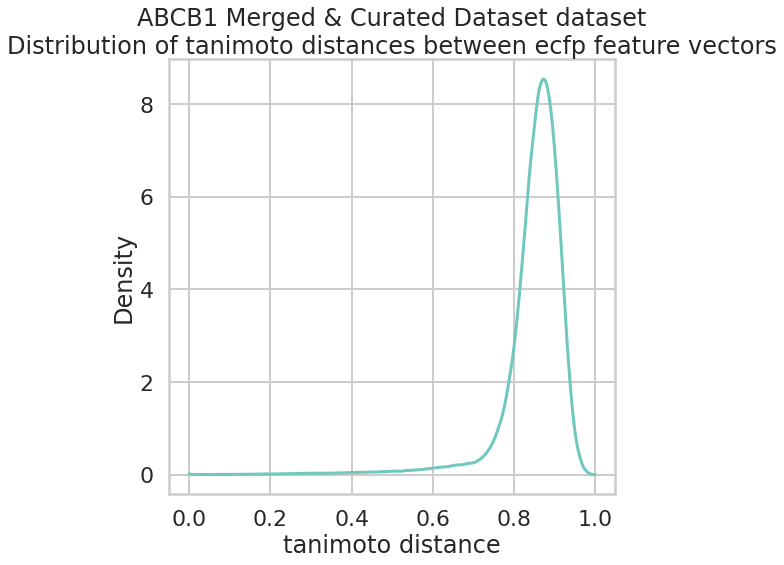 ABCB1 Merged & Curated Dataset dataset
Distribution of tanimoto distances between ecfp feature vectors
8
6
Density
4
2
0
0.0 0.2 0.4 0.6 0.8 1.0
tanimoto distance